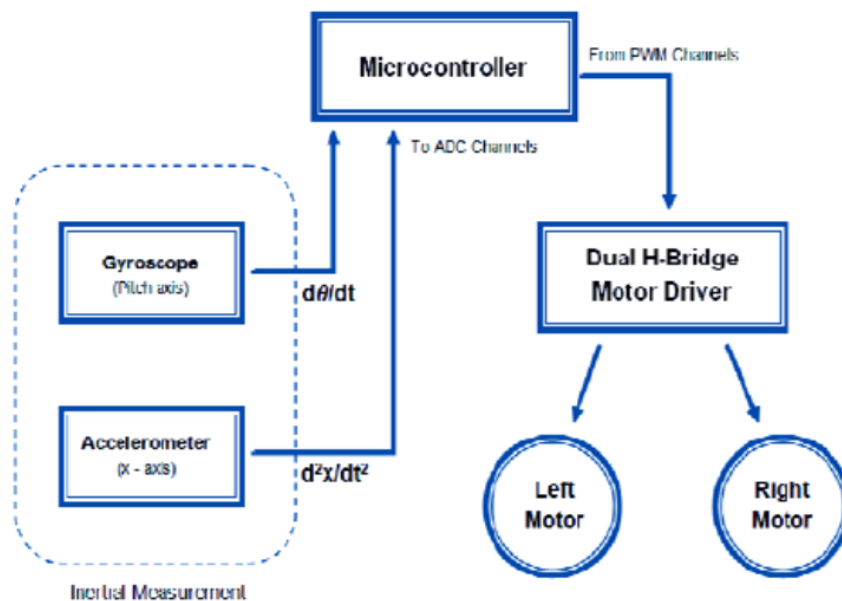 Microcontroller
From PWM Channels
To ADC Channels
Gyroscope
(Pitch axis)
dθ/dt
Dual H-Bridge
Motor Driver
Accelerometer
(x - axis)
d²x/dt²
Left
Motor
Right
Motor
Inertial Measurement